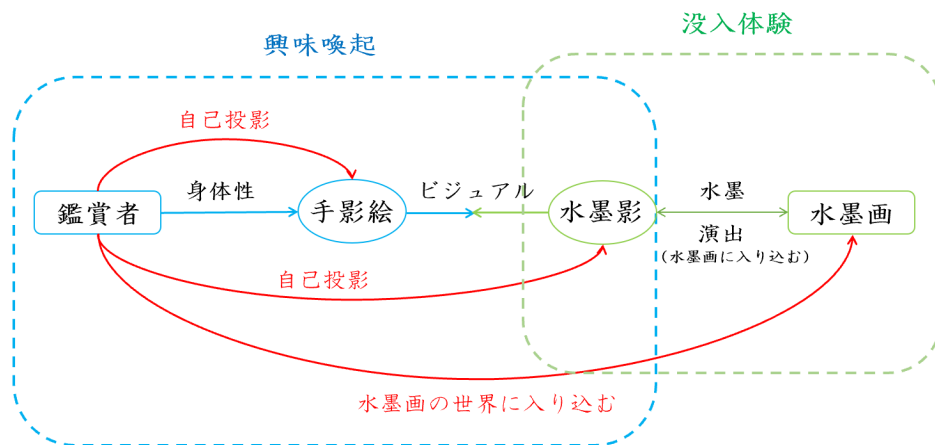 興味喚起
没入体験
自己投影
鑑賞者
身体性
手影絵
ビジュアル
水墨影
水墨
演出
(水墨画に入り込む)
水墨画
自己投影
水墨画の世界に入り込む